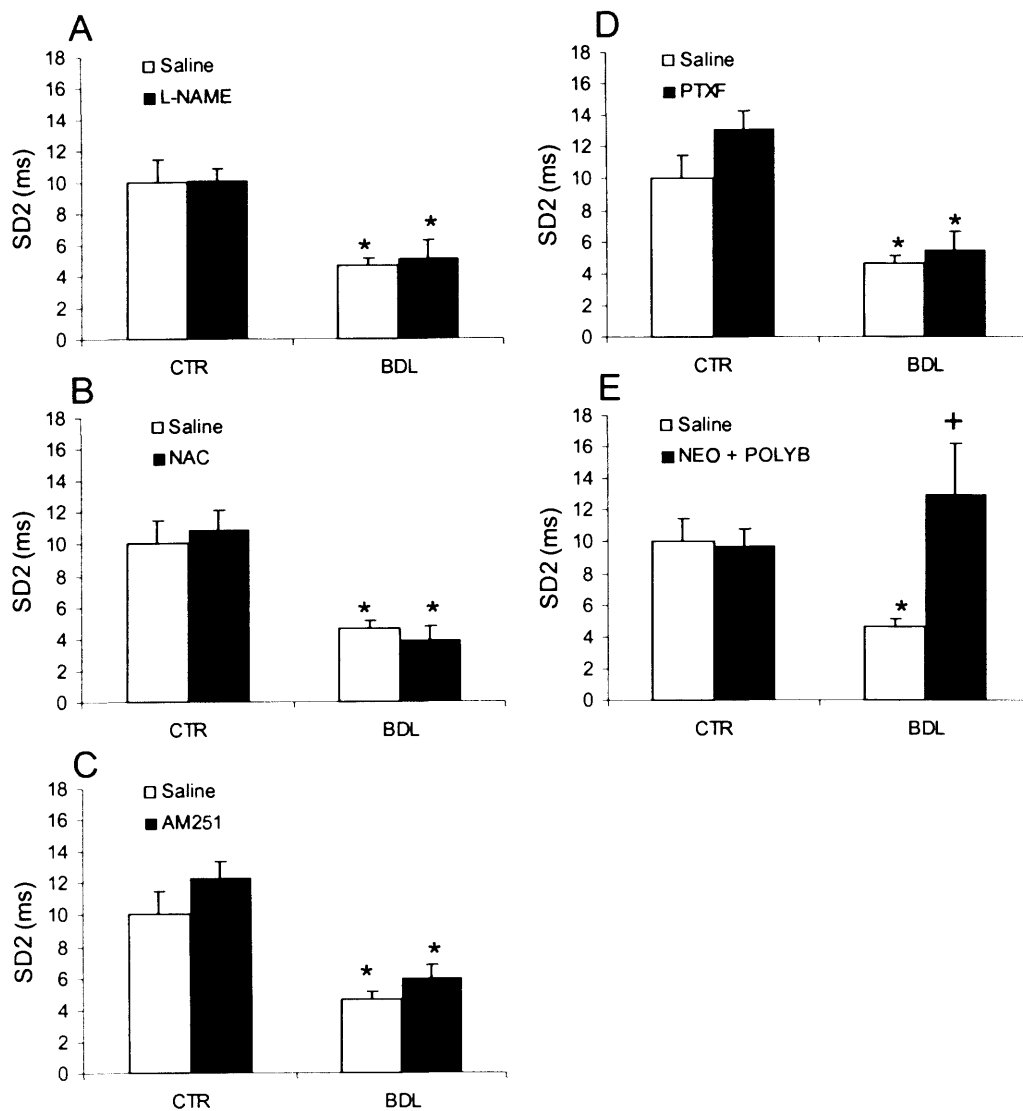 A
Saline
L-NAME
SD2 (ms)
18
16
14
12
10
8
6
4
2
0
* *
CTR BDL
B
Saline
NAC
SD2 (ms)
18
16
14
12
10
8
6
4
2
0
* *
CTR BDL
C
Saline
AM251
SD2 (ms)
18
16
14
12
10
8
6
4
2
0
* *
CTR BDL
D
Saline
PTXF
SD2 (ms)
18
16
14
12
10
8
6
4
2
0
* *
CTR BDL
E
Saline
NEO + POLYB
SD2 (ms)
18
16
14
12
10
8
6
4
2
0
* +
CTR BDL